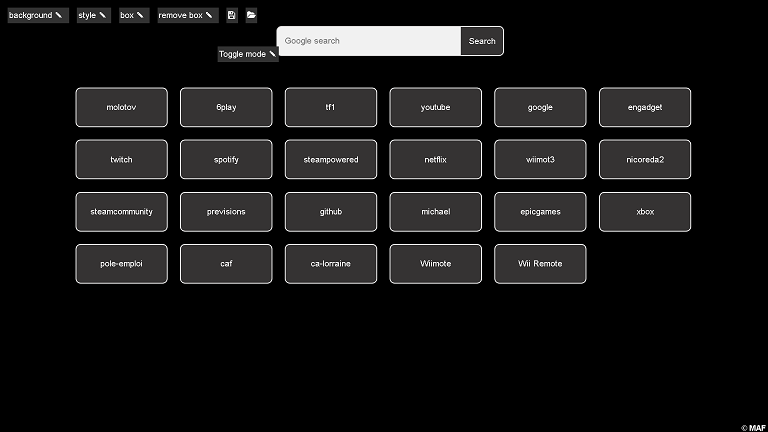 background style box remove box
Google search Search
Toggle mode
molotov 6play tf1 youtube google engadget
twitch spotify steampowered netflix wiimot3 nicoreda2
steamcommunity previsions github michael epicgames xbox
pole-emploi caf ca-lorraine Wiimote Wii Remote
© MAF